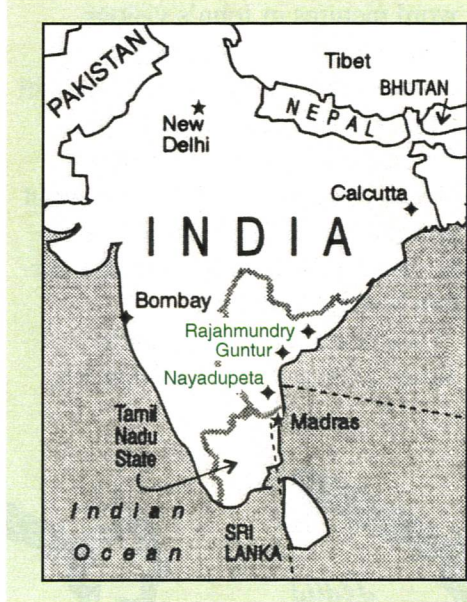 PAKISTAN
Tibet
BHUTAN
NEPAL
New
Delhi
Calcutta
INDIA
Bombay
Rajahmundry
Guntur
Nayadupeta
Tamil
Nadu
State
Madras
Indian
Ocean
SRI
LANKA